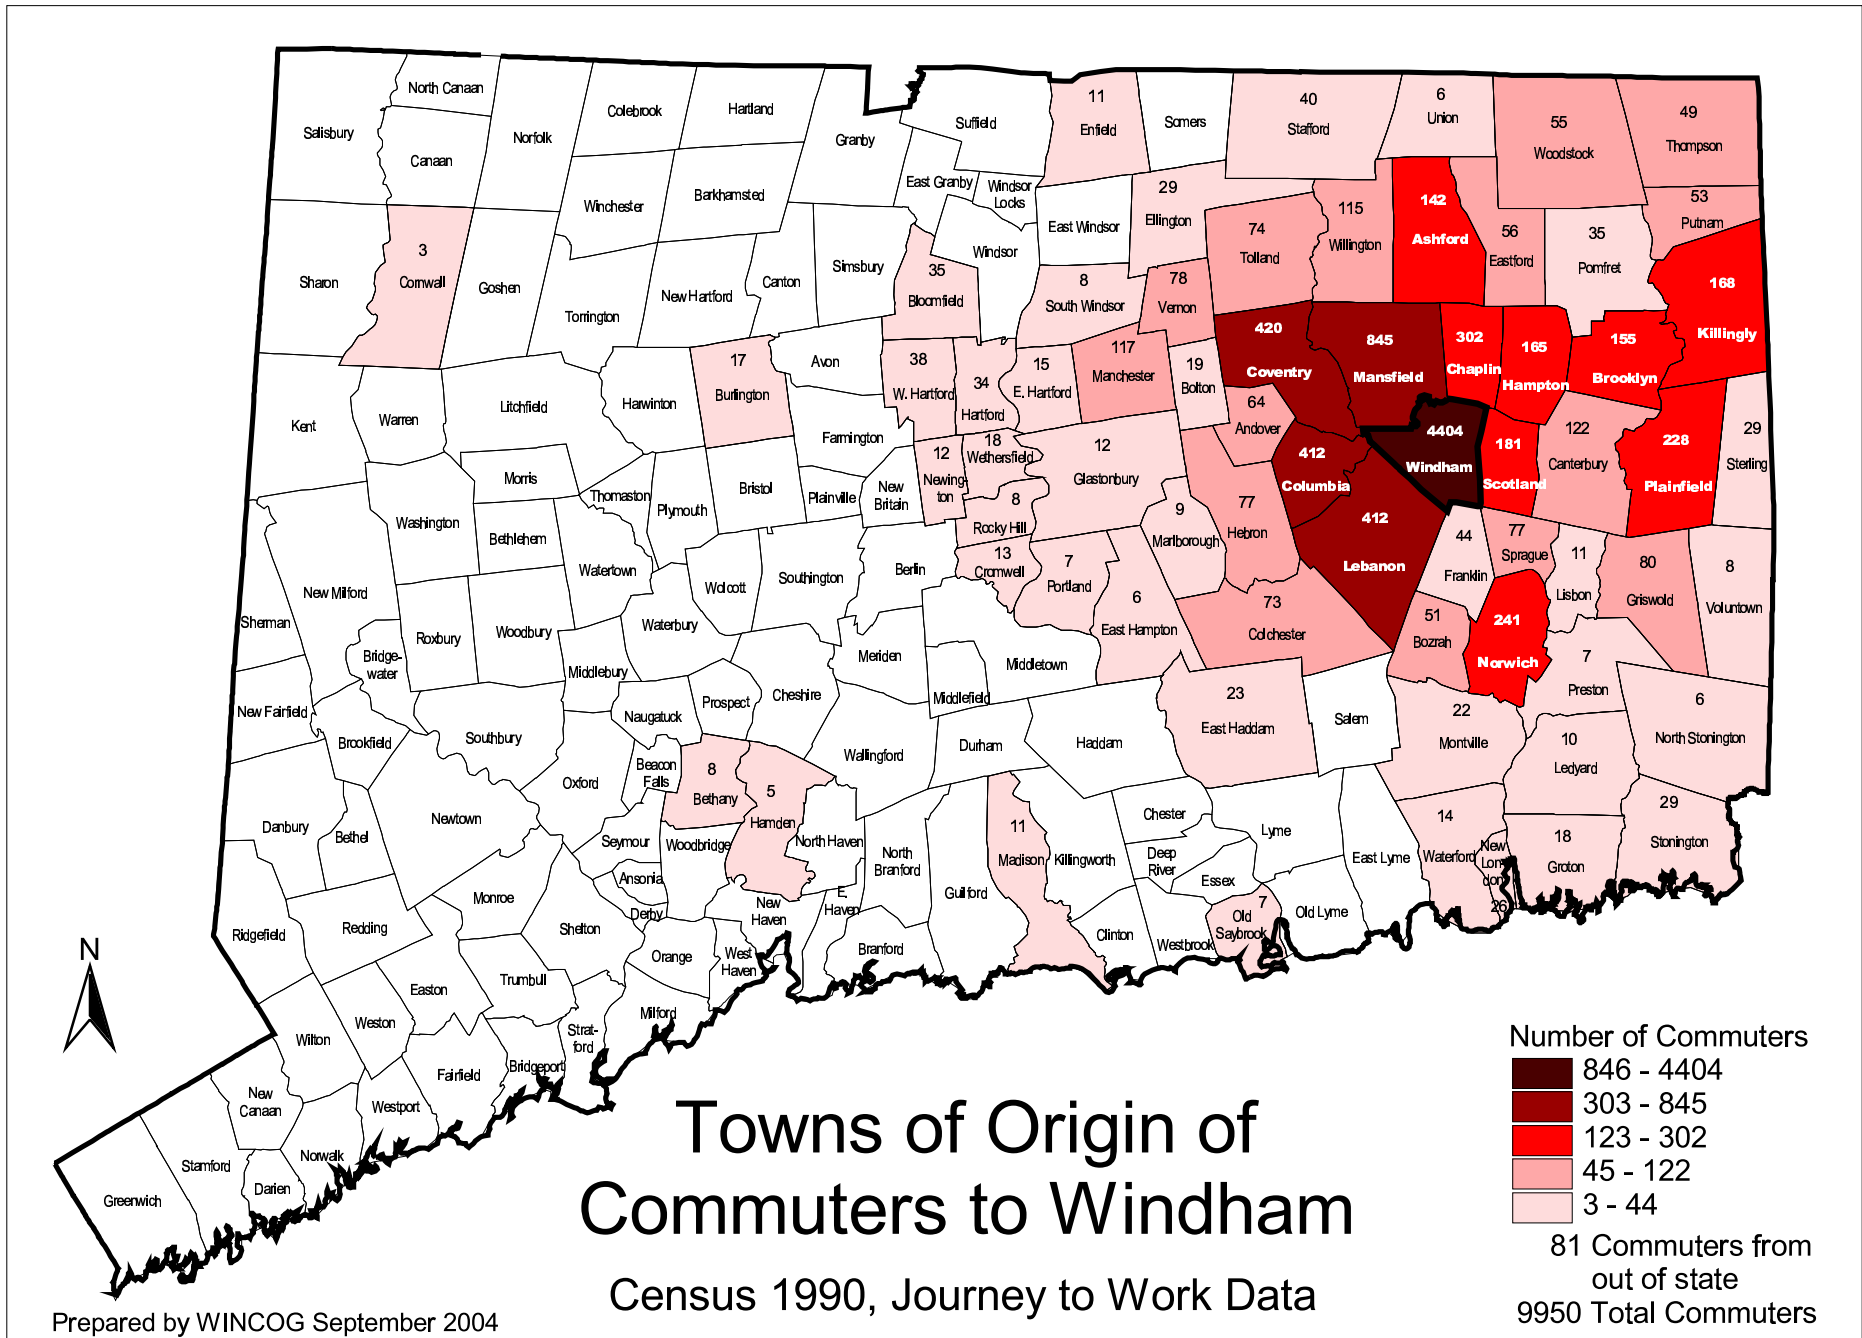 North Canaan
Salisbury
Canaan
Norfolk
Colebrook
Hartland
Granby
Suffield
11
Enfield
Somers
40
Stafford
6
Union
55
Woodstock
49
Thompson
Winchester
Barkhamsted
East Granby
Windsor
Locks
Windsor
East Windsor
29
Ellington
74
Tolland
115
Willington
142
Ashford
56
Eastford
35
Pomfret
53
Putnam
168
Killingly
Sharon
3
Cornwall
Goshen
Torrington
New Hartford
Canton
Simsbury
35
Bloomfield
8
South Windsor
78
Vernon
420
Coventry
845
Mansfield
302
Chaplin
165
Hampton
155
Brooklyn
Kent
Warren
Litchfield
Harwinton
17
Burlington
Avon
Farmington
38
W. Hartford
34
Hartford
15
E. Hartford
117
Manchester
19
Bolton
64
Andover
412
Columbia
4404
Windham
181
Scotland
122
Canterbury
228
Plainfield
29
Sterling
Morris
Washington
Bethlehem
Thomaston
Plymouth
Bristol
Plainville
New
Britain
12
Newing-
ton
18
Wethersfield
8
Rocky Hill
12
Glastonbury
9
Marlborough
77
Hebron
412
Lebanon
44
Franklin
77
Sprague
11
Lisbon
80
Griswold
8
Voluntown
New Milford
Sherman
Roxbury
Woodbury
Watertown
Wolcott
Southington
Berlin
13
Cromwell
7
Portland
6
East Hampton
73
Colchester
51
Bozrah
241
Norwich
7
Preston
6
North Stonington
Bridge-
water
Waterbury
Middlebury
Meriden
Middletown
Middlefield
Cheshire
Prospect
Naugatuck
New Fairfield
Brookfield
Southbury
Oxford
Beacon
Falls
8
Bethany
5
Hamden
Wallingford
Durham
Haddam
23
East Haddam
Salem
22
Montville
10
Ledyard
29
Stonington
Danbury
Bethel
Newtown
Seymour
Woodbridge
North Haven
North
Branford
Guilford
11
Madison
Killingworth
Chester
Deep
River
Essex
Lyme
East Lyme
14
Waterford
New
Lon-
don
26
18
Groton
Ridgefield
Redding
Monroe
Ansonia
Derby
Shelton
Orange
New
Haven
West
Haven
E.
Haven
Branford
Clinton
Westbrook
7
Old
Saybrook
Old Lyme
N
Easton
Trumbull
Milford
Strat-
ford
Wilton
Weston
Fairfield
Bridgeport
New
Canaan
Westport
Norwalk
Stamford
Darien
Greenwich
Towns of Origin of
Commuters to Windham
Census 1990, Journey to Work Data
Number of Commuters
846 - 4404
303 - 845
123 - 302
45 - 122
3 - 44
81 Commuters from
out of state
9950 Total Commuters
Prepared by WINCOG September 2004